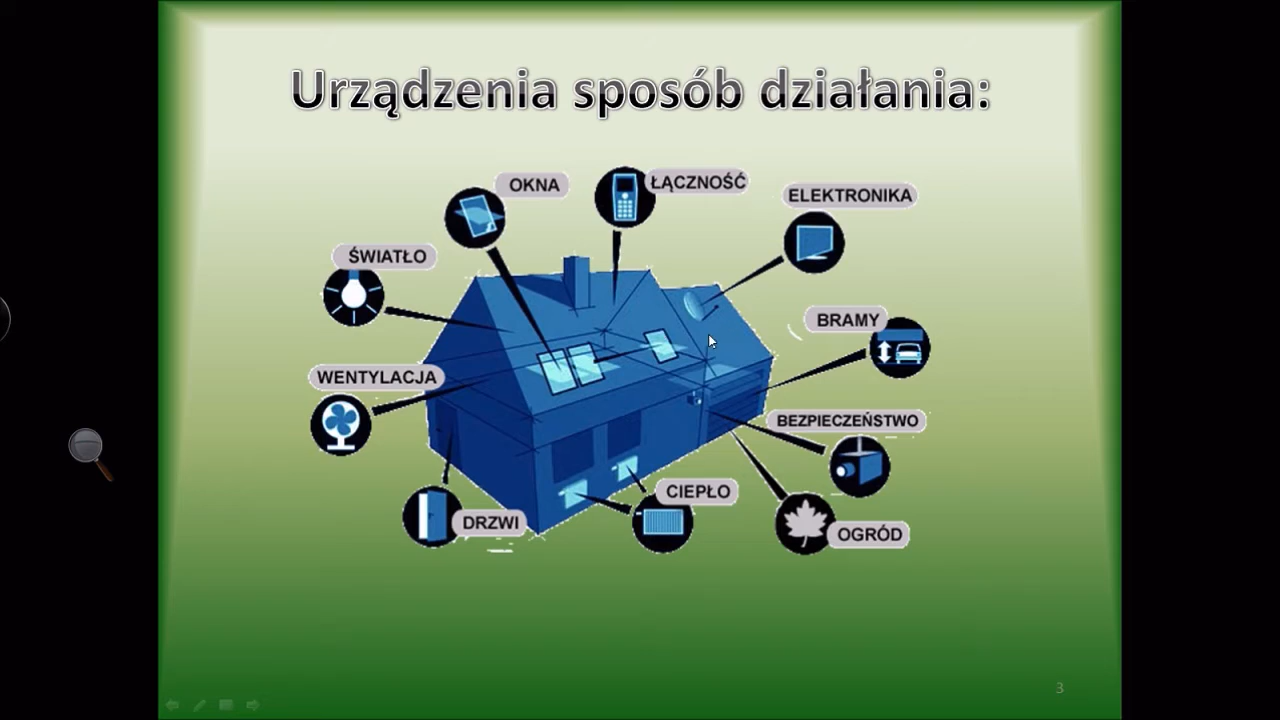 Urządzenia sposób działania:
OKNA
ŁĄCZNOŚĆ
ELEKTRONIKA
ŚWIATŁO
BRAMY
WENTYLACJA
BEZPIECZEŃSTWO
CIEPŁO
DRZWI
OGRÓD
3